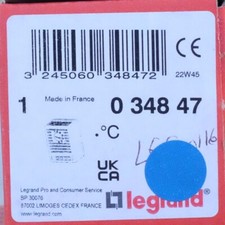 3 245060 348472
CE
22W45
1 Made in France 0 348 47
°C
UK
CA
Legrand Pro and Consumer Service
BP 30076
87002 LIMOGES CEDEX FRANCE
www.legrand.com
legrand